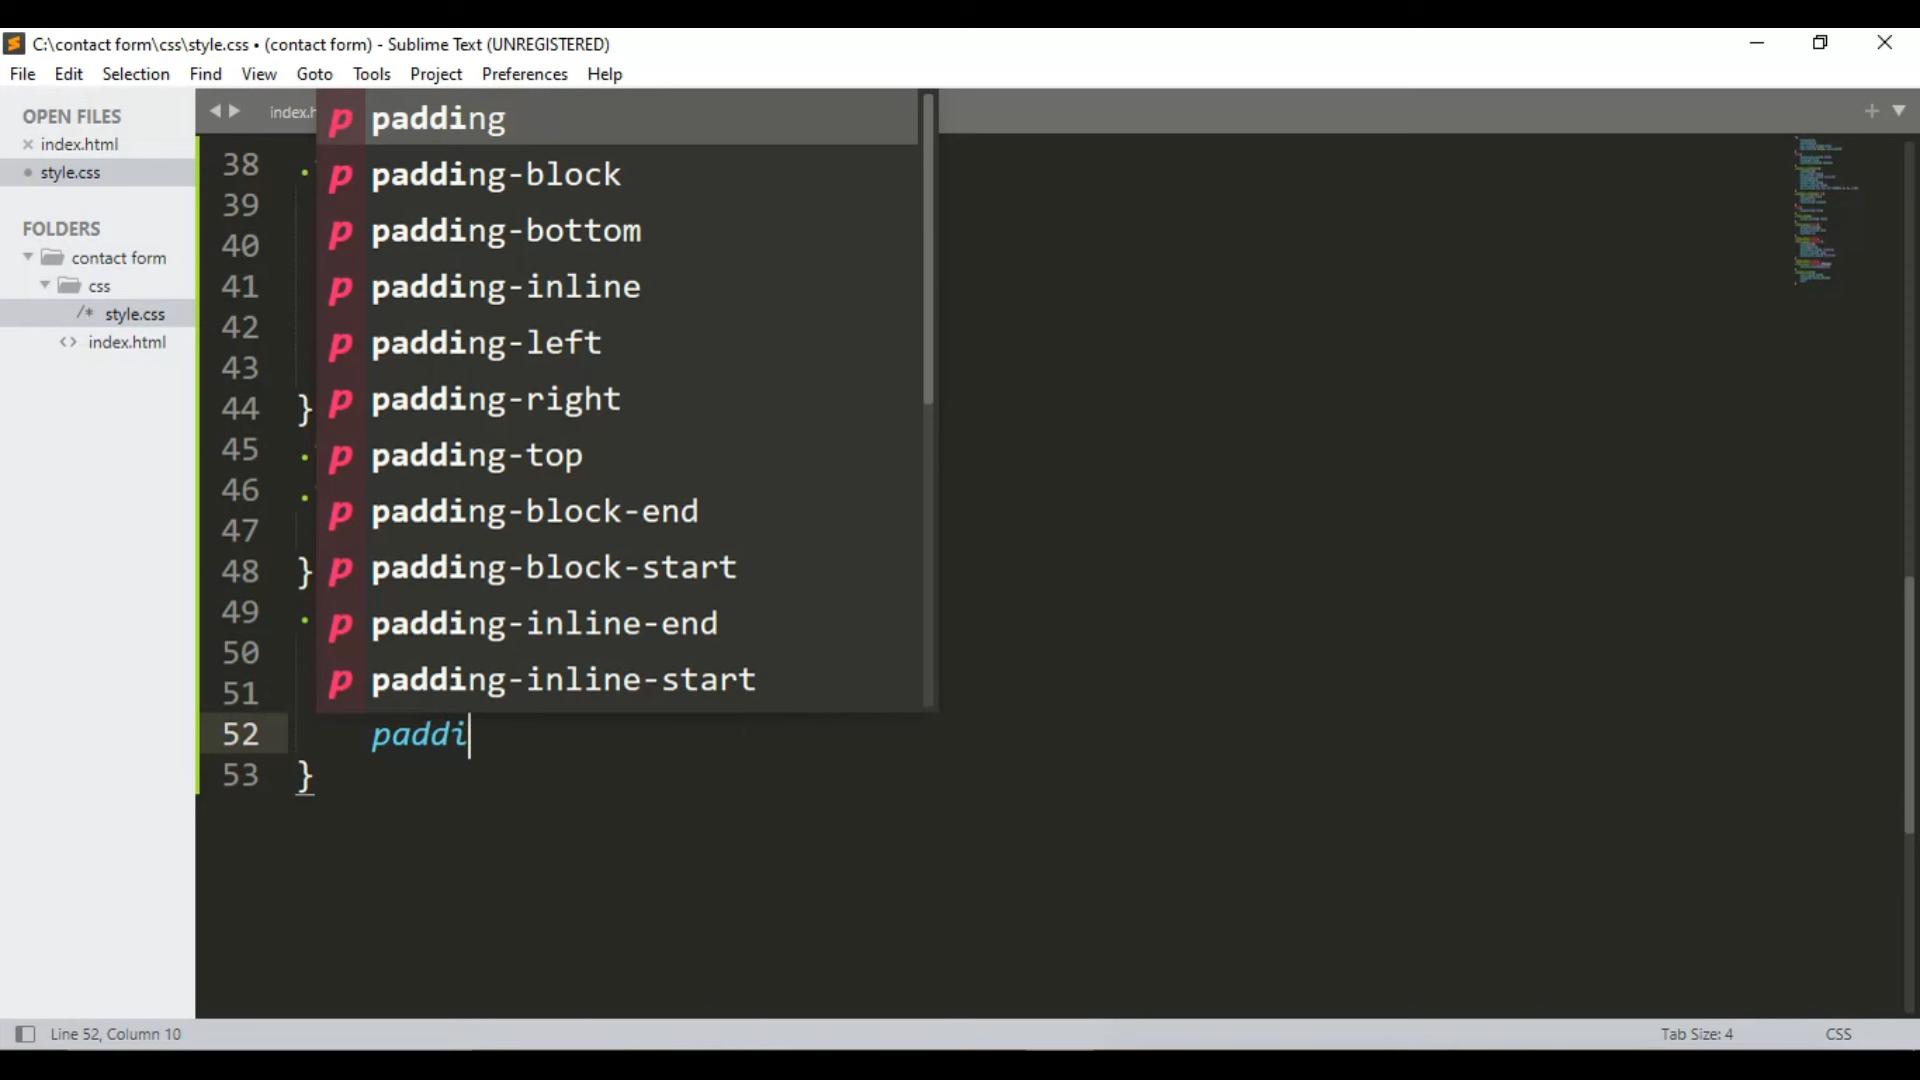 C:\contact form\css\style.css • (contact form) - Sublime Text (UNREGISTERED)
File Edit Selection Find View Goto Tools Project Preferences Help
OPEN FILES
index.html
style.css
FOLDERS
contact form
css
/* style.css
<> index.html
index.h
p padding
p padding-block
p padding-bottom
p padding-inline
p padding-left
p padding-right
p padding-top
p padding-block-end
p padding-block-start
p padding-inline-end
p padding-inline-start
38 .
39
40
41
42
43
44 }
45 .
46 .
47
48 }
49 .
50
51
52 paddi
53 }
Line 52, Column 10
Tab Size: 4
CSS